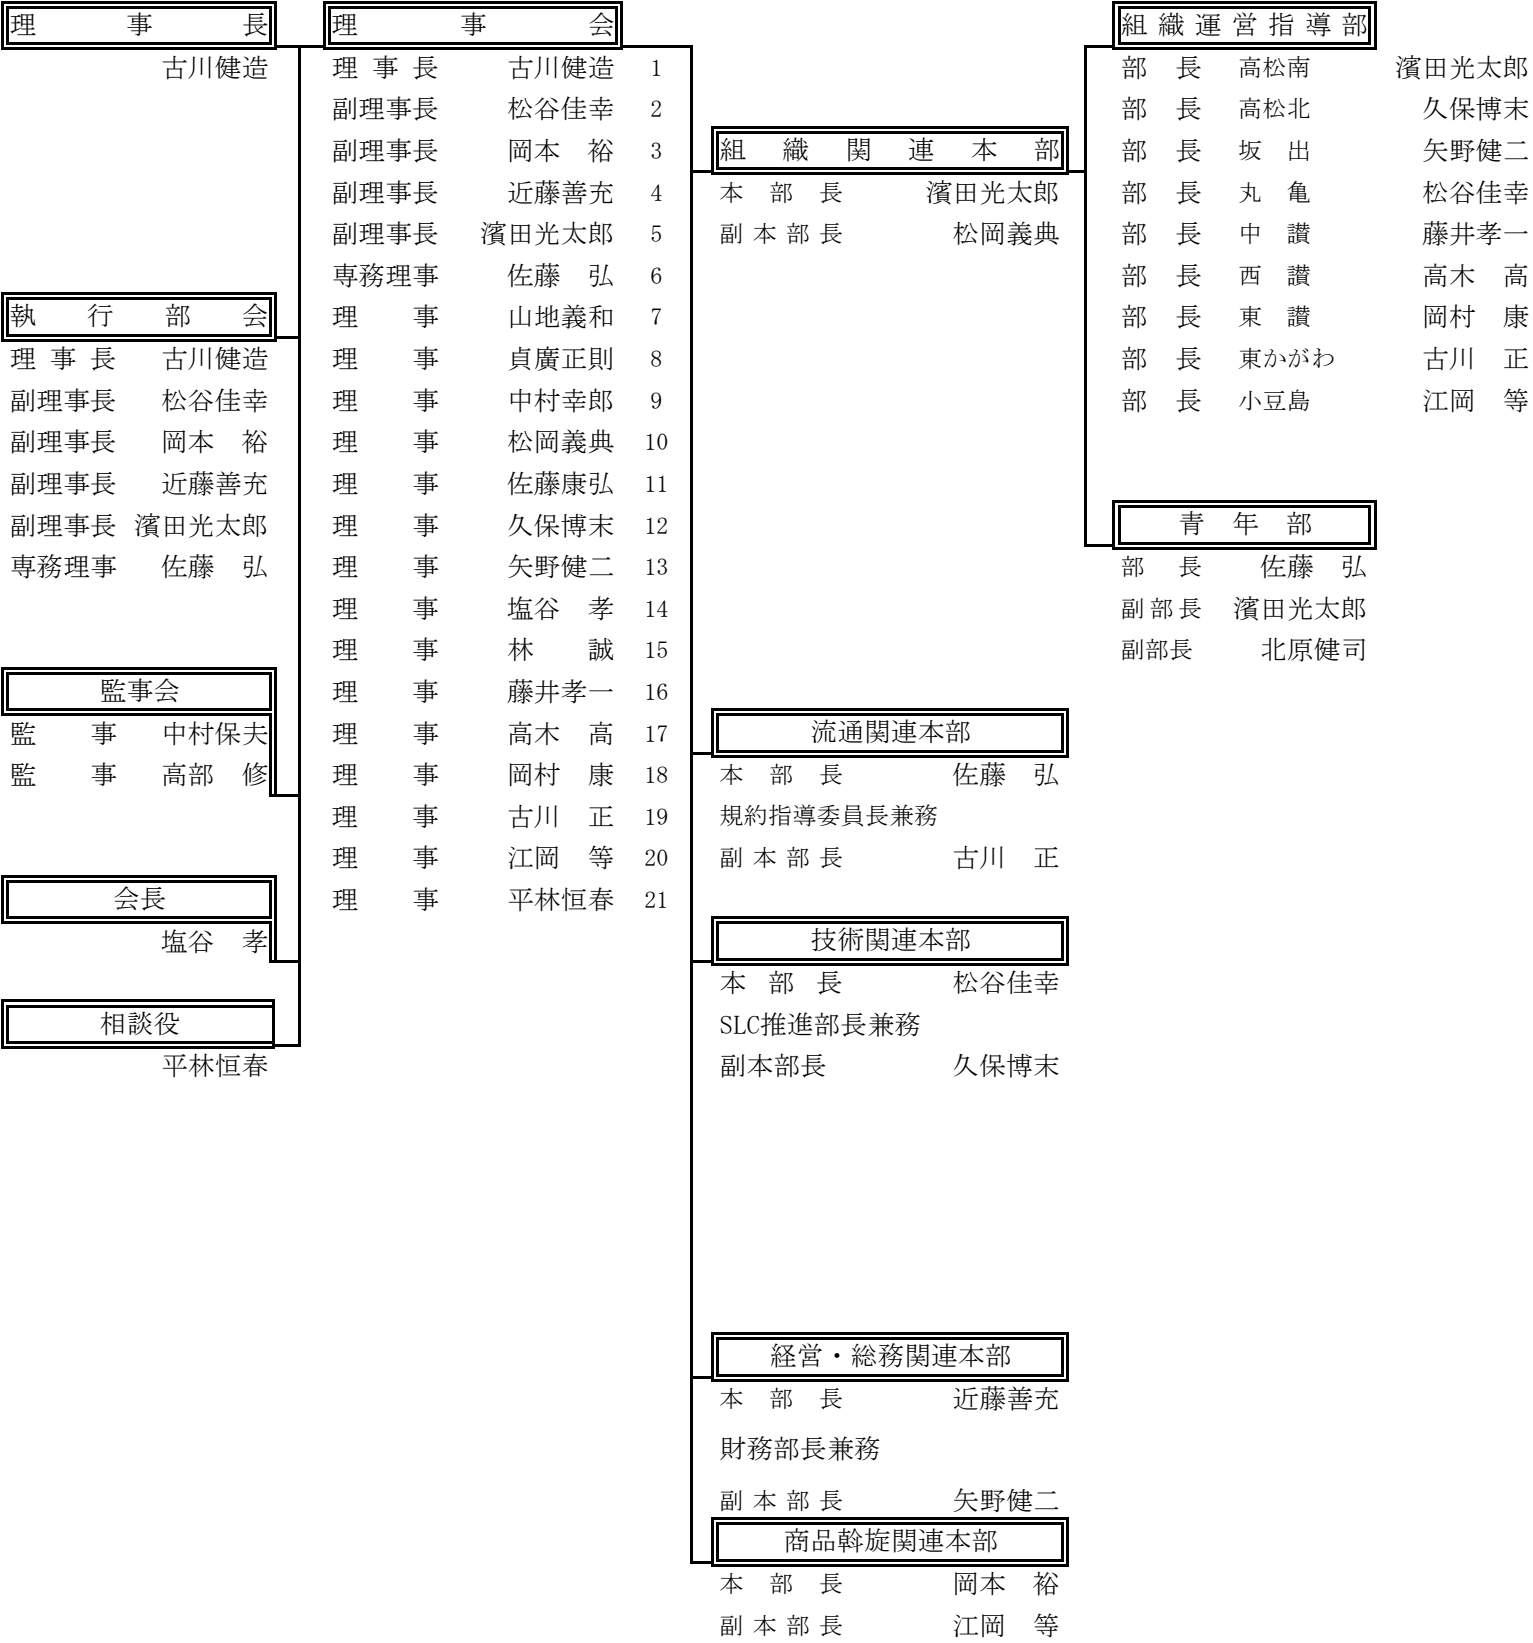 理事長
古川健造
執行部会
理事長 古川健造
副理事長 松谷佳幸
副理事長 岡本 裕
副理事長 近藤善充
副理事長 濱田光太郎
専務理事 佐藤 弘
監事会
監事 中村保夫
監事 高部 修
会長
塩谷 孝
相談役
平林恒春
理事会
理事長 古川健造 1
副理事長 松谷佳幸 2
副理事長 岡本 裕 3
副理事長 近藤善充 4
副理事長 濱田光太郎 5
専務理事 佐藤 弘 6
理事 山地義和 7
理事 貞廣正則 8
理事 中村幸郎 9
理事 松岡義典 10
理事 佐藤康弘 11
理事 久保博末 12
理事 矢野健二 13
理事 塩谷 孝 14
理事 林 誠 15
理事 藤井孝一 16
理事 高木 高 17
理事 岡村 康 18
理事 古川 正 19
理事 江岡 等 20
理事 平林恒春 21
組織関連本部
本部長 濱田光太郎
副本部長 松岡義典
流通関連本部
本部長 佐藤 弘
規約指導委員長兼務
副本部長 古川 正
技術関連本部
本部長 松谷佳幸
SLC推進部長兼務
副本部長 久保博末
経営・総務関連本部
本部長 近藤善充
財務部長兼務
副本部長 矢野健二
商品斡旋関連本部
本部長 岡本 裕
副本部長 江岡 等
組織運営指導部
部長 高松南 濱田光太郎
部長 高松北 久保博末
部長 坂出 矢野健二
部長 丸亀 松谷佳幸
部長 中讃 藤井孝一
部長 西讃 高木 高
部長 東讃 岡村 康
部長 東かがわ 古川 正
部長 小豆島 江岡 等
青年部
部長 佐藤 弘
副部長 濱田光太郎
副部長 北原健司